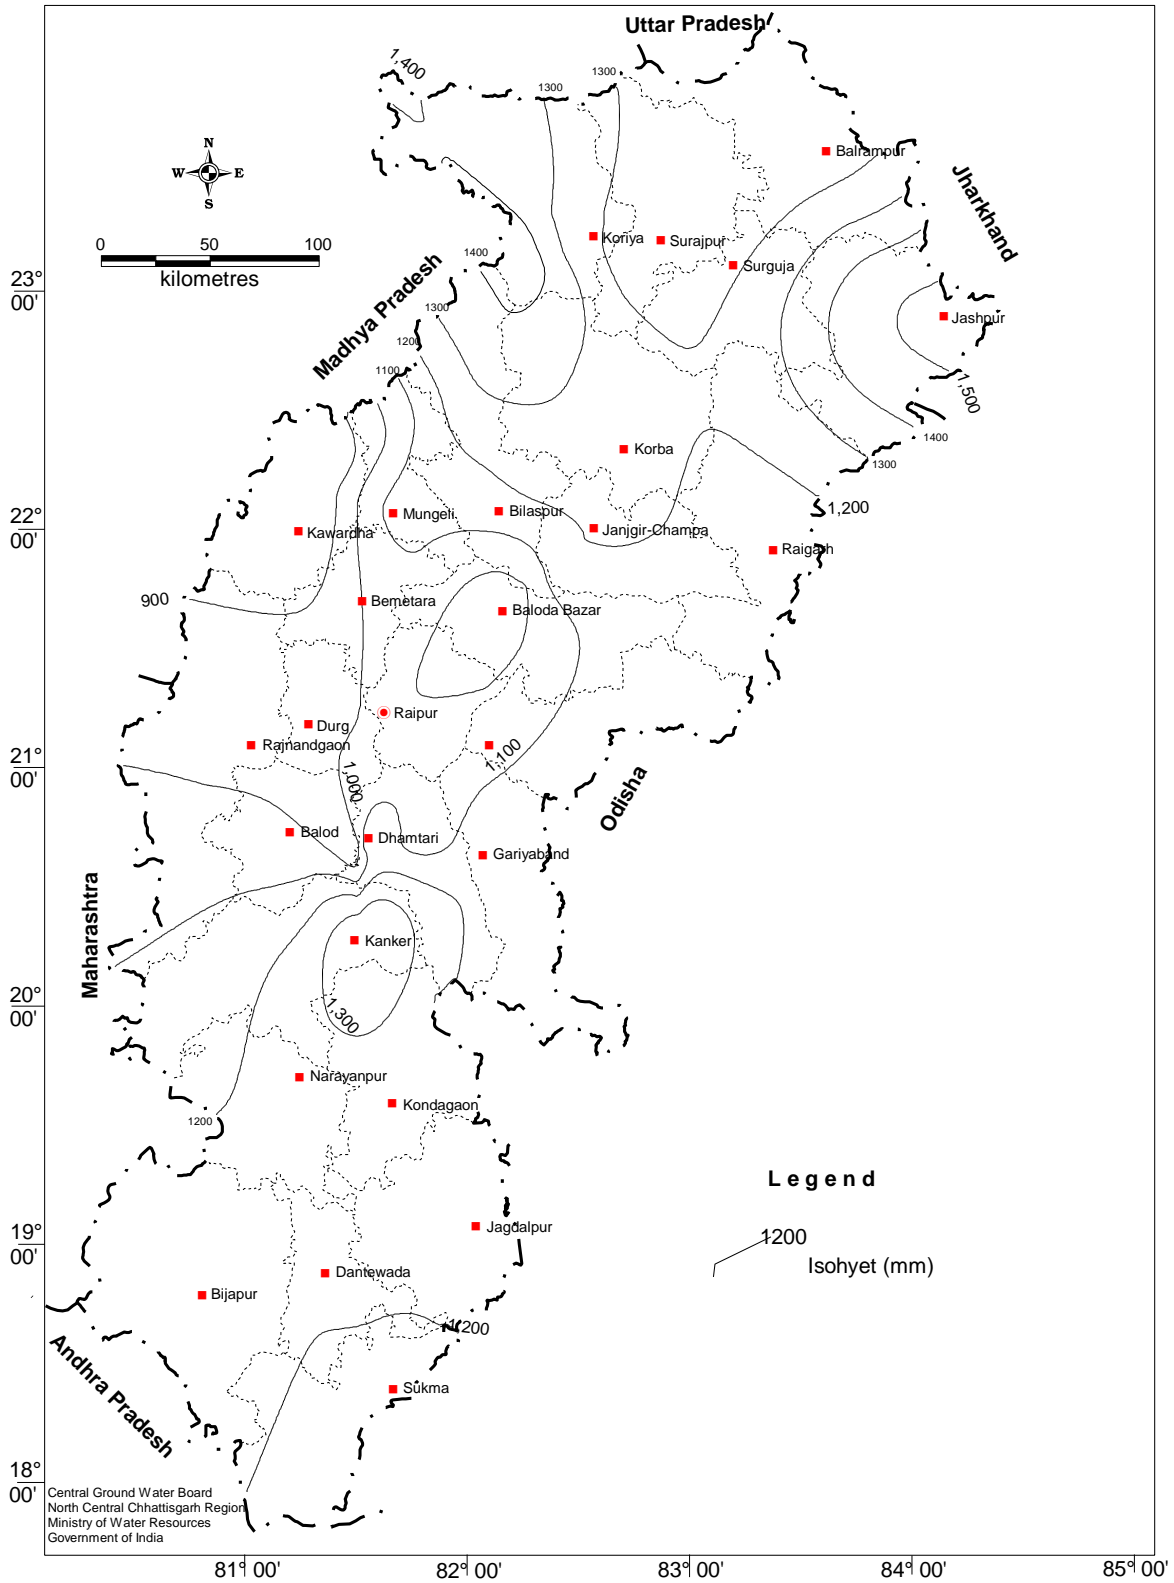 Uttar Pradesh
1,400
1300
1300
N
W E
S
Balrampur
Jharkhand
Koriya
Surajpur
Surguja
0 50 100
kilometres
1400
23°
00'
Madhya Pradesh
1300
Jashpur
1200
1100
1,500
1400
Korba
1300
1,200
Mungeli
Bilaspur
22°
00'
Kawardha
Janjgir-Champa
Raigarh
900
Bemetara
Baloda Bazar
Raipur
Durg
Rajnandgaon
1,100
21°
00'
1,000
Odisha
Balod
Dhamtari
Gariyaband
Maharashtra
Kanker
20°
00'
1,300
Narayanpur
Kondagaon
1200
Legend
Jagdalpur
19°
00'
1200
Isohyet (mm)
Dantewada
Bijapur
1,200
Andhra Pradesh
Sukma
18°
00'
Central Ground Water Board
North Central Chhattisgarh Region
Ministry of Water Resources
Government of India
81° 00' 82° 00' 83° 00' 84° 00' 85° 00'